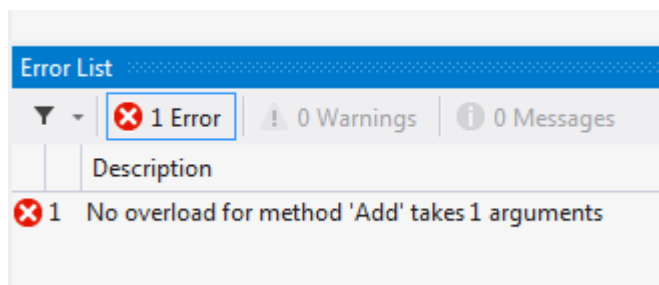 Error List
1 Error 0 Warnings 0 Messages
Description
1 No overload for method 'Add' takes 1 arguments